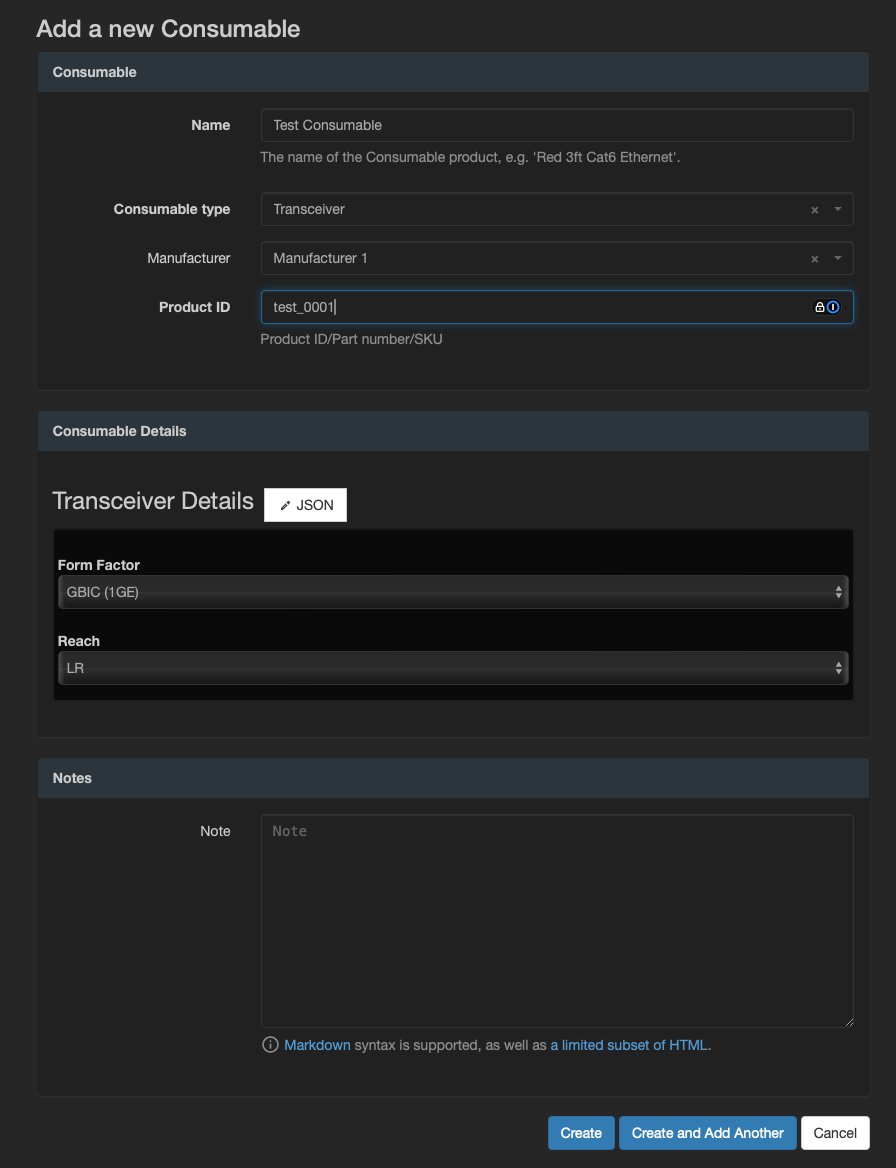 Add a new Consumable
Consumable
Name
Test Consumable
The name of the Consumable product, e.g. 'Red 3ft Cat6 Ethernet'.
Consumable type
Transceiver
Manufacturer
Manufacturer 1
Product ID
test_0001
Product ID/Part number/SKU
Consumable Details
Transceiver Details
JSON
Form Factor
GBIC (1GE)
Reach
LR
Notes
Note
Note
Markdown syntax is supported, as well as a limited subset of HTML.
Create
Create and Add Another
Cancel